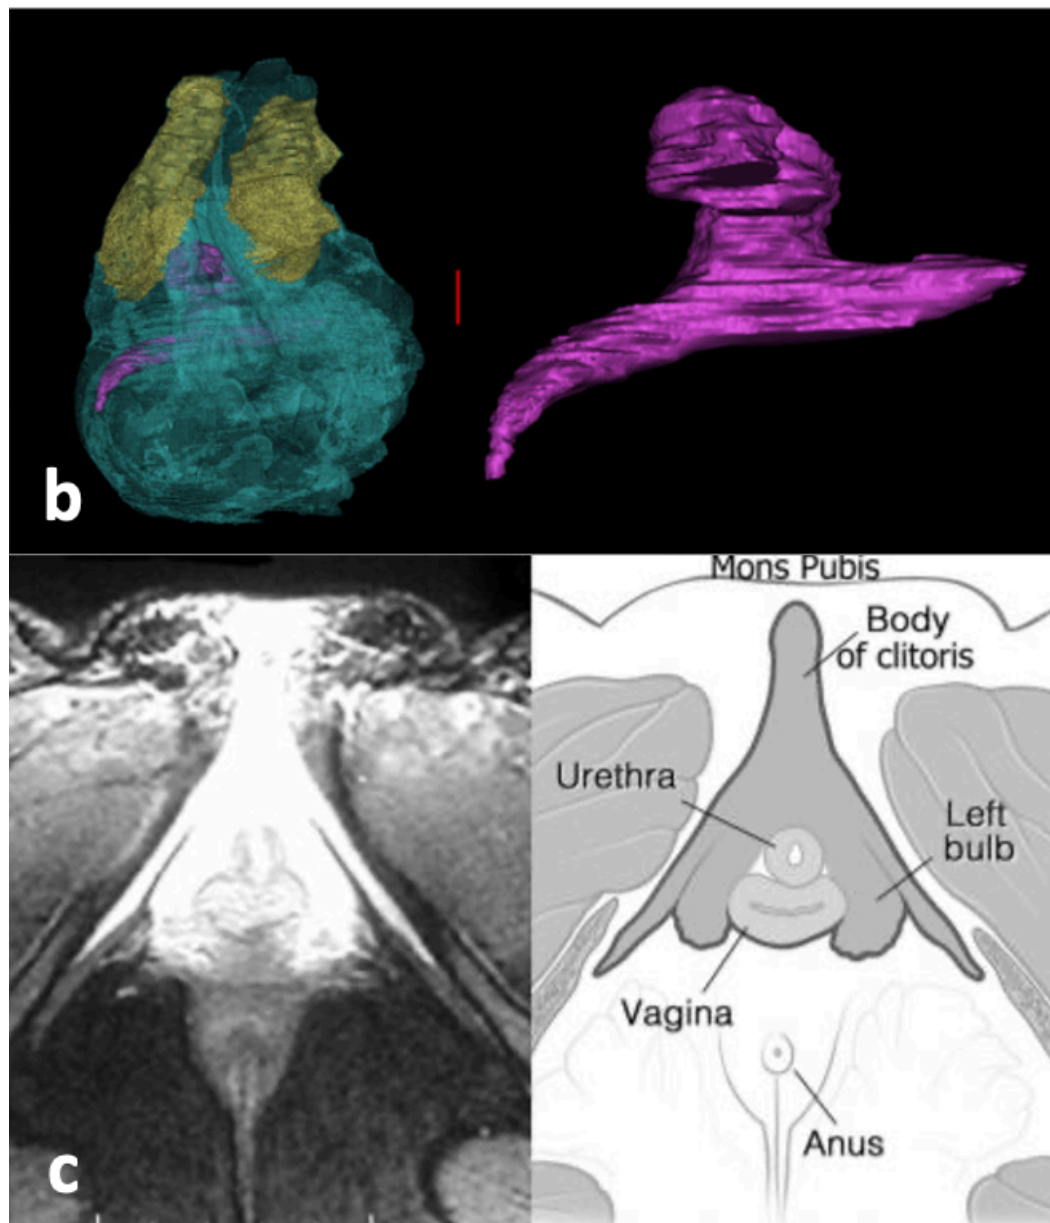 b
Mons Pubis
Body
of clitoris
Urethra
Left
bulb
Vagina
Anus
c